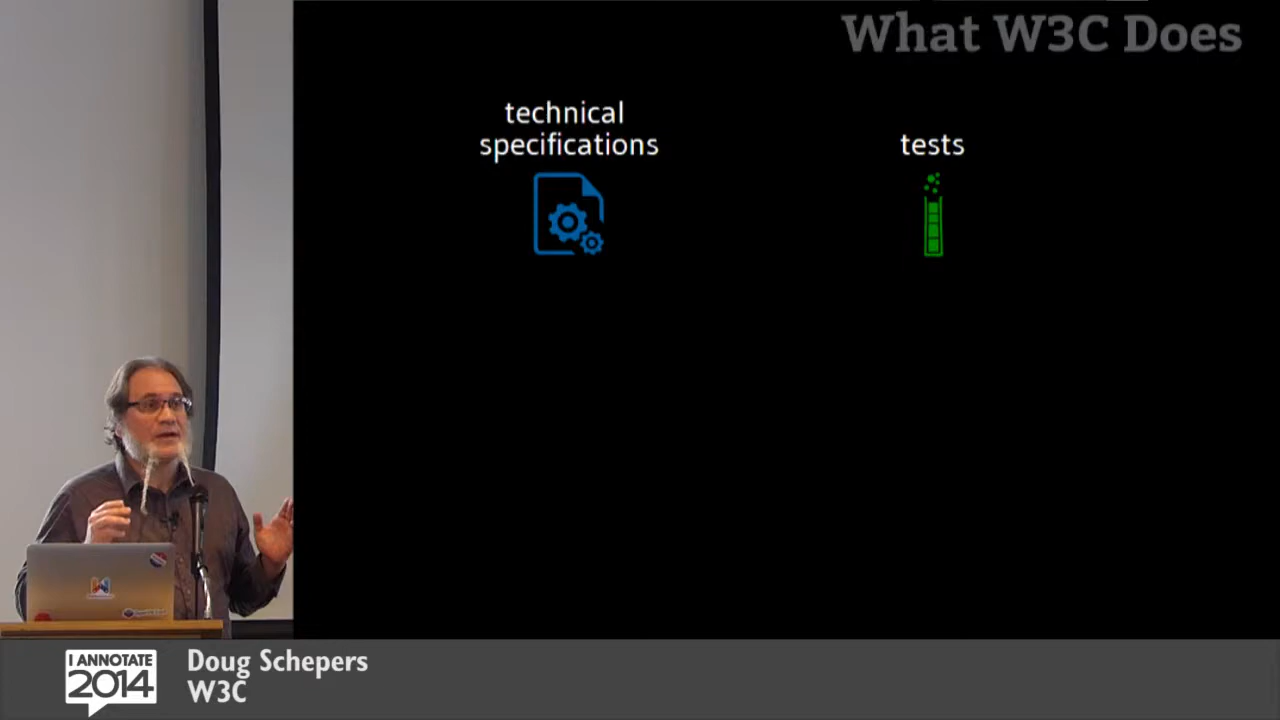 What W3C Does
technical
specifications
tests
I ANNOTATE
2014
Doug Schepers
W3C